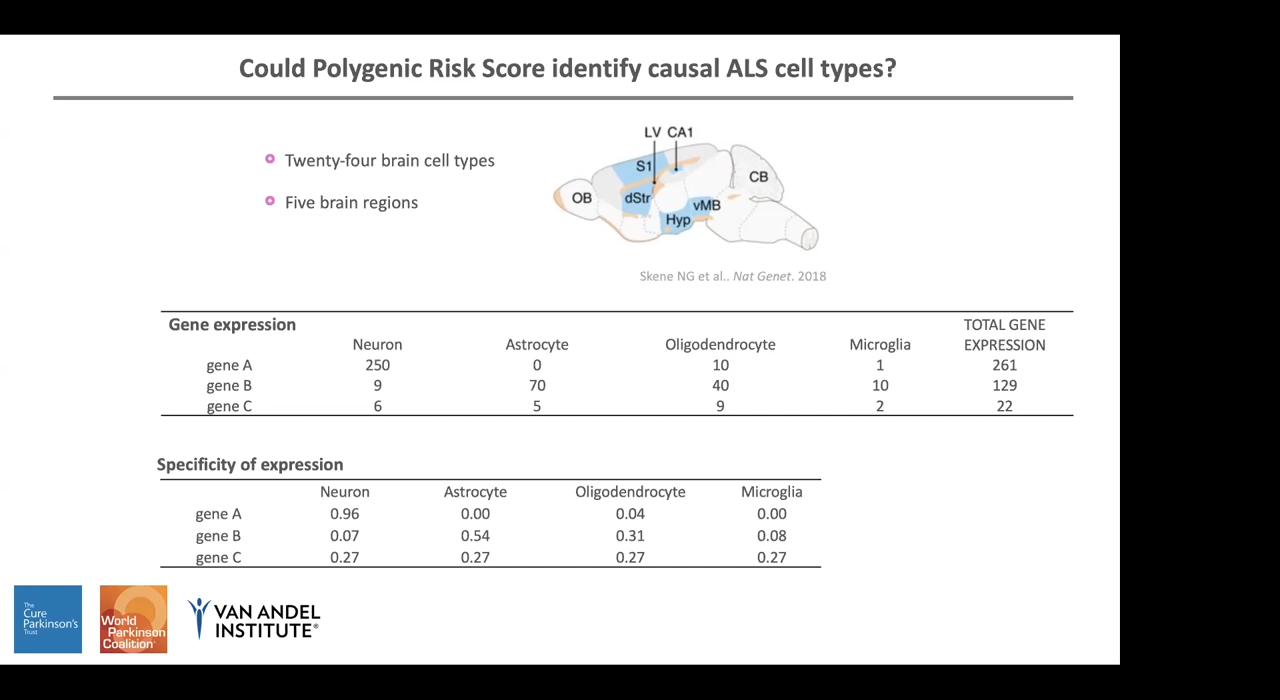 Could Polygenic Risk Score identify causal ALS cell types?
Twenty-four brain cell types
Five brain regions
LV CA1
S1
CB
OB
dStr
vMB
Hyp
Skene NG et al.. Nat Genet. 2018
Gene expression
TOTAL GENE
Neuron Astrocyte Oligodendrocyte Microglia EXPRESSION
gene A 250 0 10 1 261
gene B 9 70 40 10 129
gene C 6 5 9 2 22
Specificity of expression
Neuron Astrocyte Oligodendrocyte Microglia
gene A 0.96 0.00 0.04 0.00
gene B 0.07 0.54 0.31 0.08
gene C 0.27 0.27 0.27 0.27
The
Cure
Parkinson's
Trust
World
Parkinson
Coalition
VAN ANDEL
INSTITUTE®